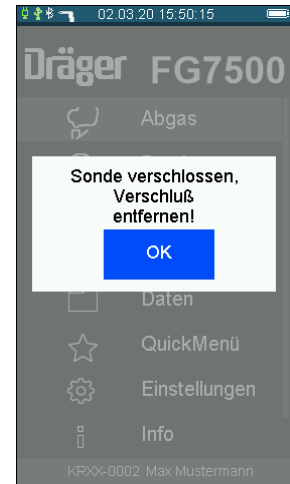 02.03.20 15:50:15
Dräger FG7500
Abgas
Sonde verschlossen,
Verschluß
entfernen!
OK
Daten
QuickMenü
Einstellungen
Info
KRXX-0002 Max Mustermann